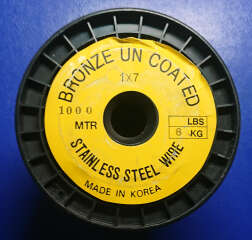 BRONZE UN COATED
1X7
1000
MTR
LBS
6 KG
STAINLESS STEEL WIRE
MADE IN KOREA